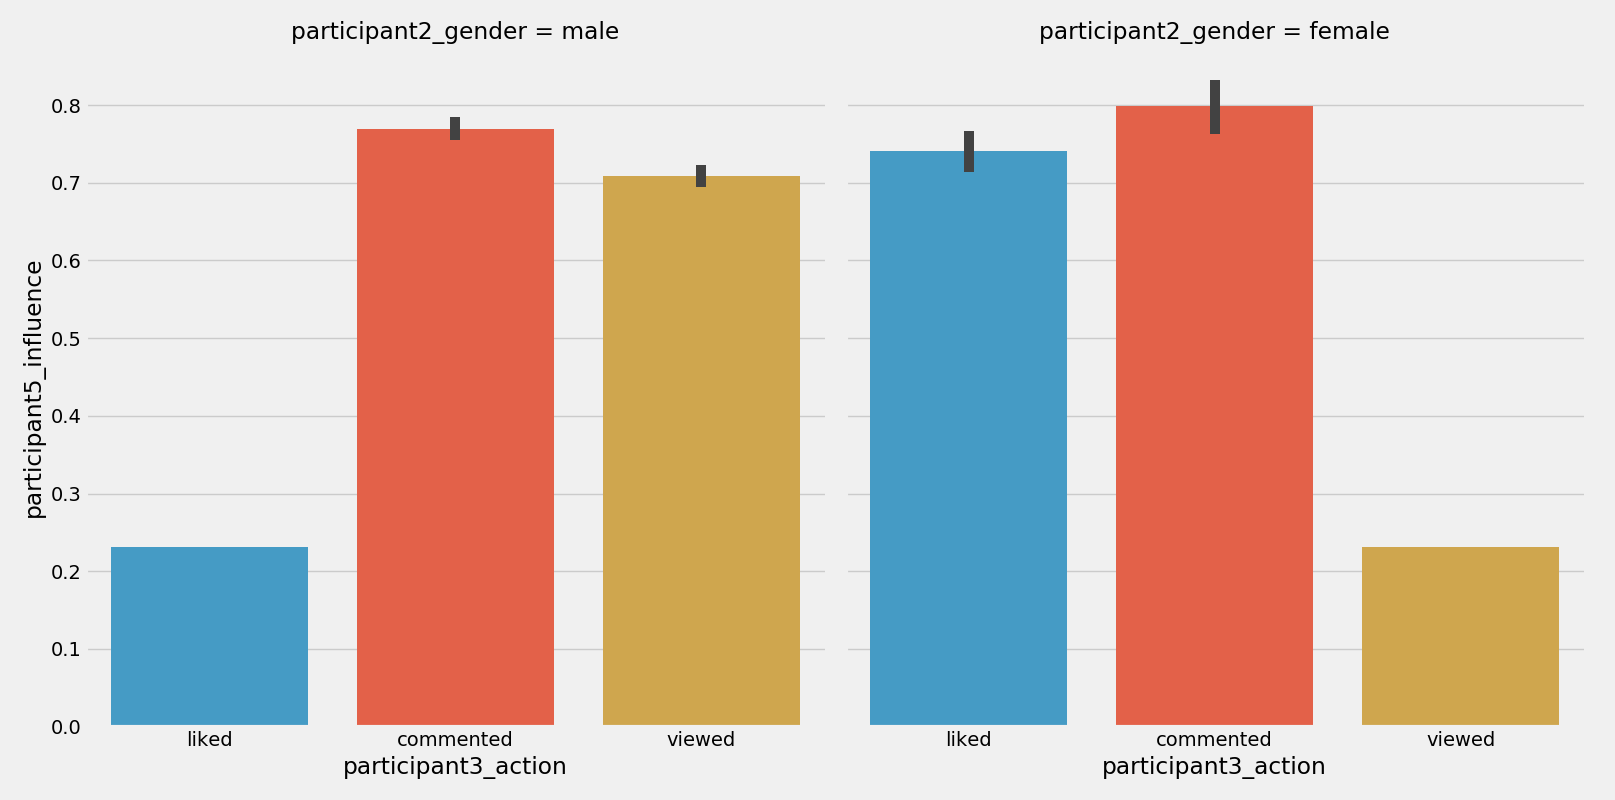 participant2_gender = male
participant2_gender = female
participant5_influence
0.8
0.7
0.6
0.5
0.4
0.3
0.2
0.1
0.0
liked commented viewed
liked commented viewed
participant3_action
participant3_action